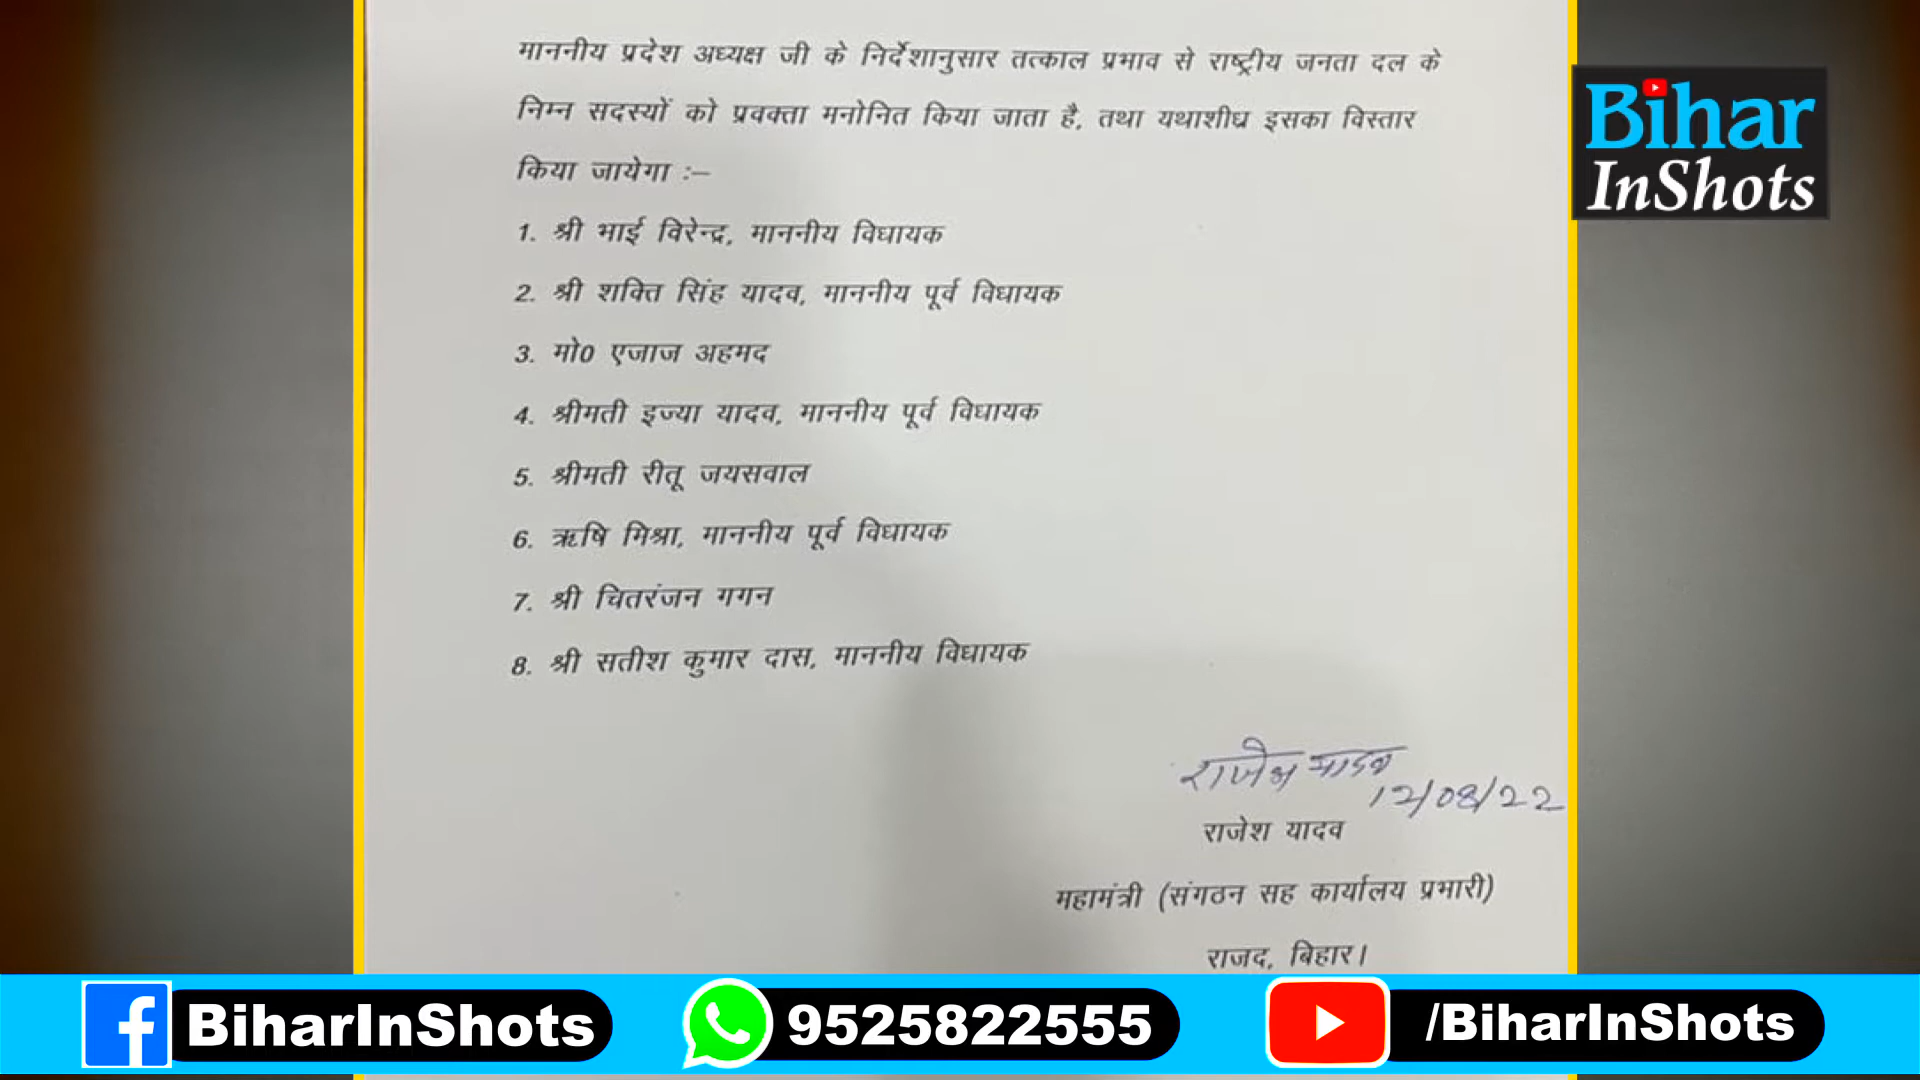 माननीय प्रदेश अध्यक्ष जी के निर्देशानुसार तत्काल प्रभाव से राष्ट्रीय जनता दल के
निम्न सदस्यों को प्रवक्ता मनोनित किया जाता है, तथा यथाशीघ्र इसका विस्तार
किया जायेगा :–
1. श्री भाई विरेन्द्र, माननीय विधायक
2. श्री शक्ति सिंह यादव, माननीय पूर्व विधायक
3. मो0 एजाज अहमद
4. श्रीमती इज्या यादव, माननीय पूर्व विधायक
5. श्रीमती रीतू जयसवाल
6. ऋषि मिश्रा, माननीय पूर्व विधायक
7. श्री चितरंजन गगन
8. श्री सतीश कुमार दास, माननीय विधायक
राजेश यादव
12/08/22
राजेश यादव
महामंत्री (संगठन सह कार्यालय प्रभारी)
राजद, बिहार।
Bihar
InShots
BiharInShots
9525822555
/BiharInShots